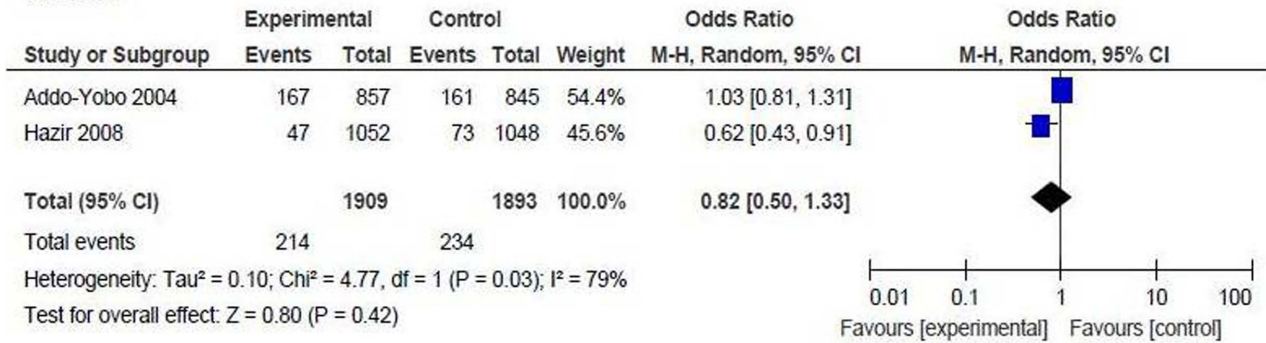 Experimental Control Odds Ratio Odds Ratio
Study or Subgroup Events Total Events Total Weight M-H, Random, 95% CI M-H, Random, 95% CI
Addo-Yobo 2004 167 857 161 845 54.4% 1.03 [0.81, 1.31]
Hazir 2008 47 1052 73 1048 45.6% 0.62 [0.43, 0.91]
Total (95% CI) 1909 1893 100.0% 0.82 [0.50, 1.33]
Total events 214 234
Heterogeneity: Tau² = 0.10; Chi² = 4.77, df = 1 (P = 0.03); I² = 79%
Test for overall effect: Z = 0.80 (P = 0.42)
0.01 0.1 1 10 100
Favours [experimental] Favours [control]